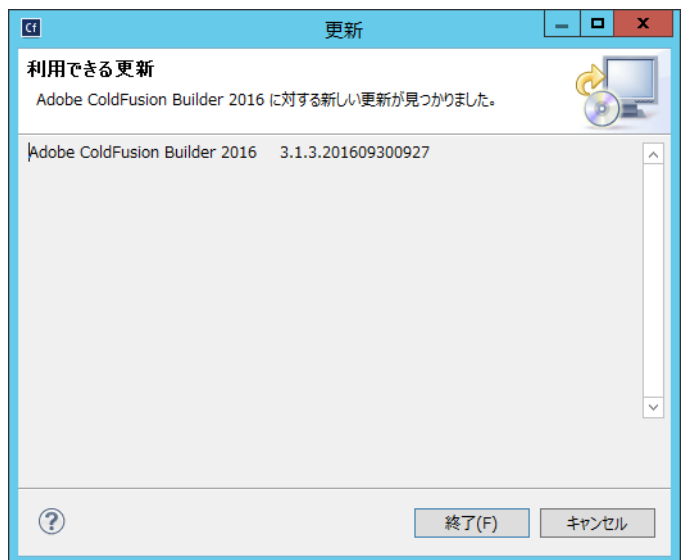 Cf
更新
利用できる更新
Adobe ColdFusion Builder 2016 に対する新しい更新が見つかりました。
Adobe ColdFusion Builder 2016 3.1.3.201609300927
?
終了(F)
キャンセル